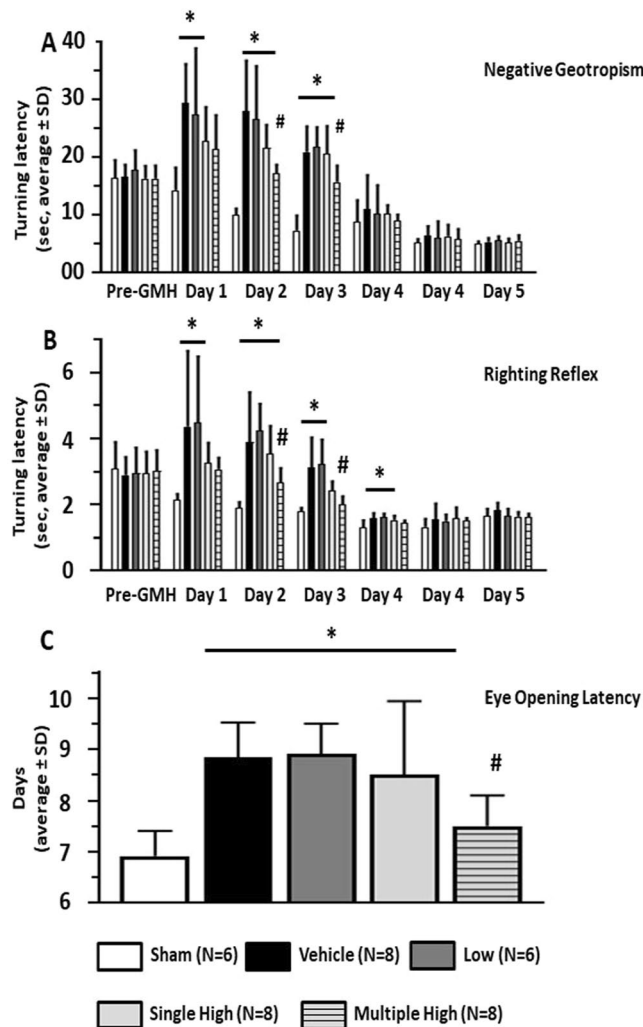 A
Negative Geotropism
Turning latency
(sec, average ± SD)
40
30
20
10
00
*
*
*
#
#
Pre-GMH Day 1 Day 2 Day 3 Day 4 Day 4 Day 5
B
Righting Reflex
Turning latency
(sec, average ± SD)
6
4
2
0
*
*
*
*
#
#
Pre-GMH Day 1 Day 2 Day 3 Day 4 Day 4 Day 5
C
*
Eye Opening Latency
Days
(average ± SD)
10
9
8
7
6
#
Sham (N=6) Vehicle (N=8) Low (N=6)
Single High (N=8) Multiple High (N=8)